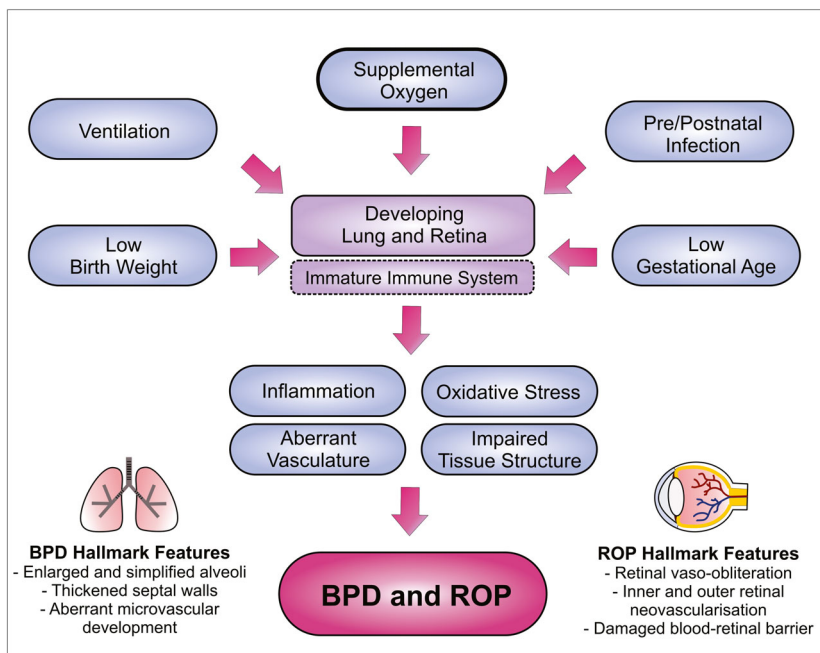 Supplemental
Oxygen
Ventilation
Pre/Postnatal
Infection
Developing
Lung and Retina
Low
Birth Weight
Immature Immune System
Low
Gestational Age
Inflammation
Oxidative Stress
Aberrant
Vasculature
Impaired
Tissue Structure
BPD Hallmark Features
- Enlarged and simplified alveoli
- Thickened septal walls
- Aberrant microvascular
development
BPD and ROP
ROP Hallmark Features
- Retinal vaso-obliteration
- Inner and outer retinal
neovascularisation
- Damaged blood-retinal barrier